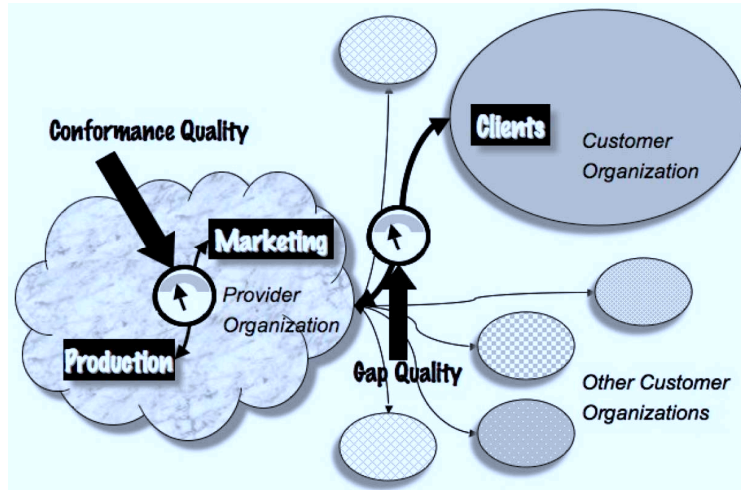 Conformance Quality
Clients
Customer
Organization
Marketing
Provider
Organization
Production
Gap Quality
Other Customer
Organizations